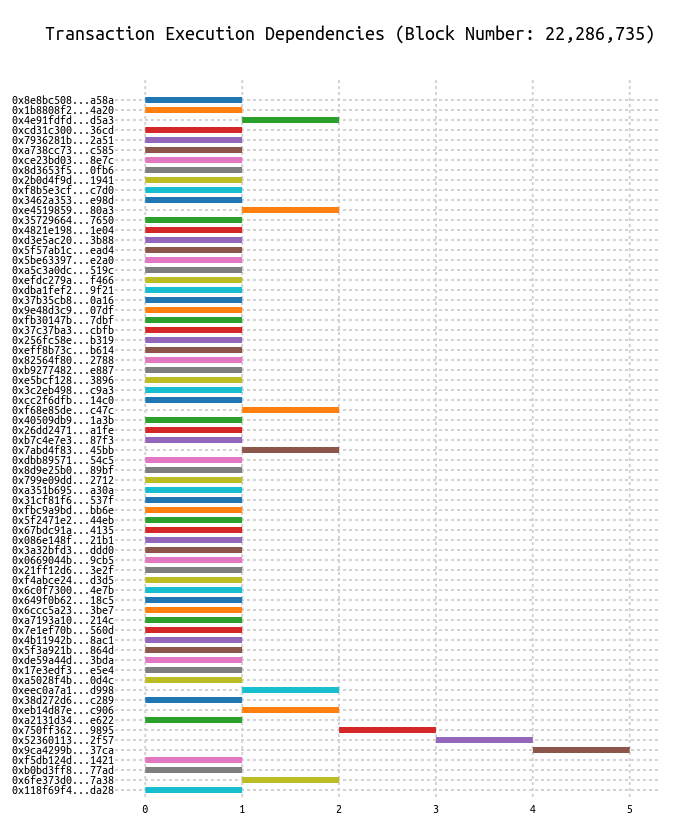 Transaction Execution Dependencies (Block Number: 22,286,735)
0x8e8bc508...a58a
0x1b8808f2...4a20
0x4e91fdfd...d5a3
0xcd31c300...36cd
0x7936281b...2a51
0xa738cc73...c585
0xce23bd03...8e7c
0x8d3653f5...0fb6
0x2b0d4f9d...1941
0xf8b5e3cf...c7d0
0x3462a353...e98d
0xe4519859...80a3
0x35729664...7650
0x4821e198...1e04
0xd3e5ac20...3b88
0x5f57ab1c...ead4
0x5be63397...e2a0
0xa5c3a0dc...519c
0xefdc279a...f466
0xdba1fef2...9f21
0x37b35cb8...0a16
0x9e48d3c9...07df
0xfb30147b...7dbf
0x37c37ba3...cbfb
0x256fc58e...b319
0xeff8b73c...b614
0x82564f80...2788
0xb9277482...e887
0xe5bcf128...3896
0x3c2eb498...c9a3
0xcc2f6dfb...14c0
0xf68e85de...c47c
0x40509db9...1a3b
0x26dd2471...a1fe
0xb7c4e7e3...87f3
0x7abd4f83...45bb
0xdbb89571...54c5
0x8d9e25b0...89bf
0x799e09dd...2712
0xa351b695...a30a
0x31cf81f6...537f
0xfbc9a9bd...bb6e
0x5f2471e2...44eb
0x67bdc91a...4135
0x086e148f...21b1
0x3a32bfd3...ddd0
0x0669044b...9cb5
0x21ff12d6...3e2f
0xf4abce24...d3d5
0x6c0f7300...4e7b
0x649f0b62...18c5
0x6ccc5a23...3be7
0xa7193a10...214c
0x7e1ef70b...560d
0x4b11942b...8ac1
0x5f3a921b...864d
0xde59a44d...3bda
0x17e3edf3...e5e4
0xa5028f4b...0d4c
0xeec0a7a1...d998
0x38d272d6...c289
0xeb14d87e...c906
0xa2131d34...e622
0x750ff362...9895
0x52360113...2f57
0x9ca4299b...37ca
0xf5db124d...1421
0xb0bd3ff8...77ad
0x6fe373d0...7a38
0x118f69f4...da28
0 1 2 3 4 5